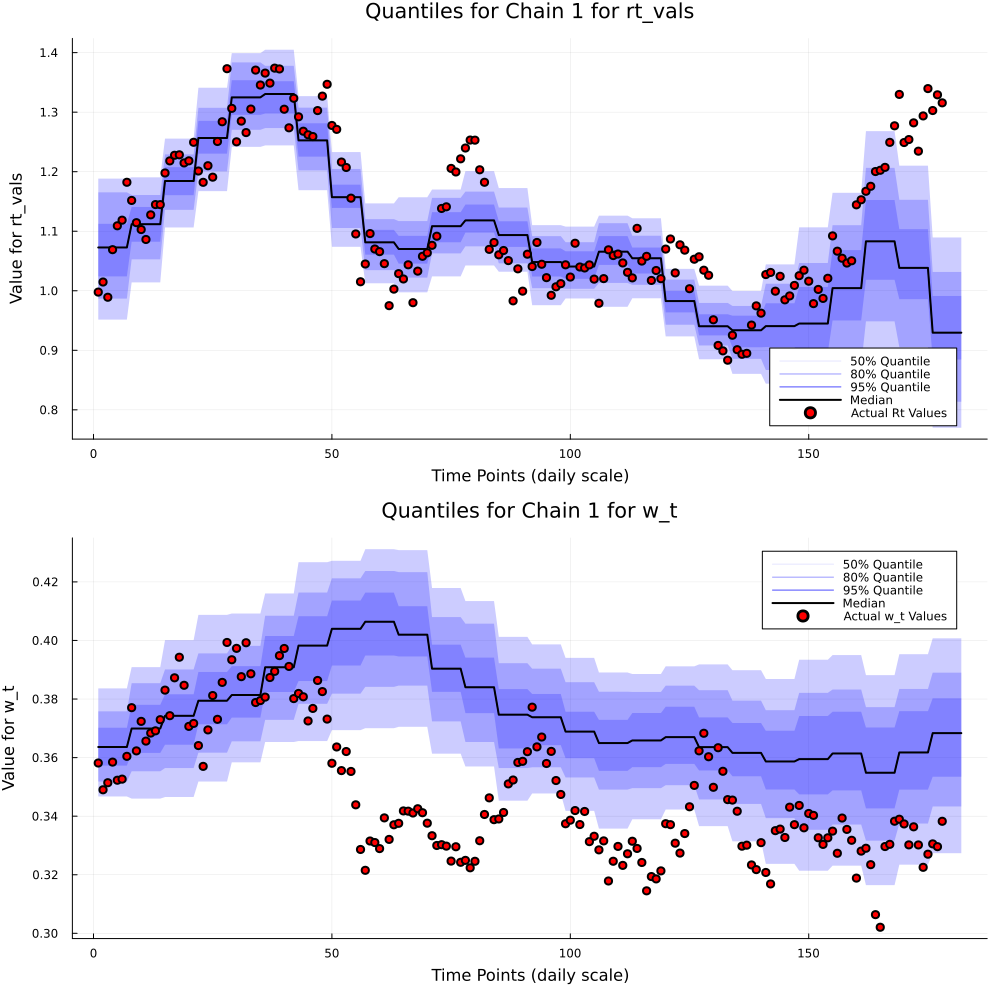 Quantiles for Chain 1 for rt_vals
1.4
1.3
1.2
1.1
1.0
0.9
0.8
Value for rt_vals
50% Quantile
80% Quantile
95% Quantile
Median
Actual Rt Values
0
50
100
150
Time Points (daily scale)
Quantiles for Chain 1 for w_t
0.42
0.40
0.38
0.36
0.34
0.32
0.30
Value for w_t
50% Quantile
80% Quantile
95% Quantile
Median
Actual w_t Values
0
50
100
150
Time Points (daily scale)